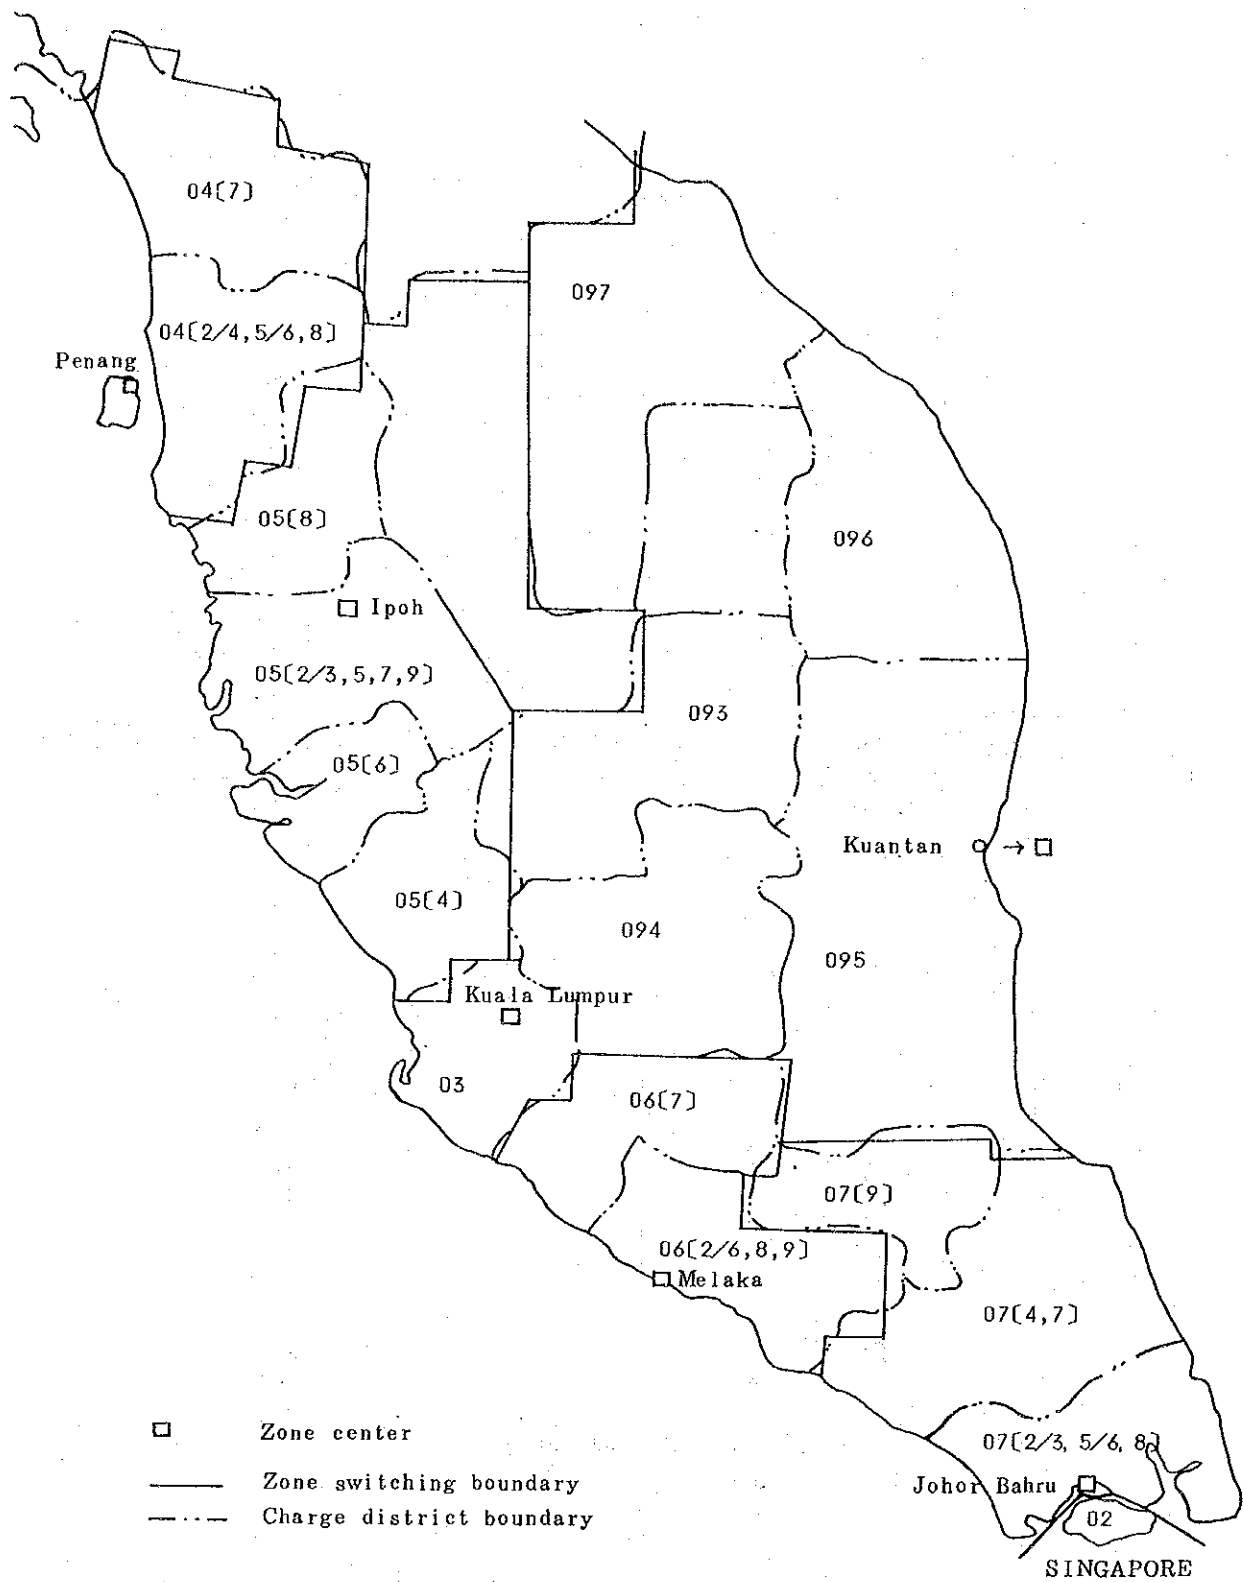 04[7]
097
04[2/4,5/6,8]
Penang
05[8]
096
Ipoh
05[2/3,5,7,9]
093
05[6]
Kuantan → 
05[4]
094
095
Kuala Lumpur
03
06[7]
07[9]
06[2/6,8,9]
Melaka
07[4,7]
Zone center
07[2/3, 5/6, 8]
Zone switching boundary
Johor Bahru
Charge district boundary
02
SINGAPORE